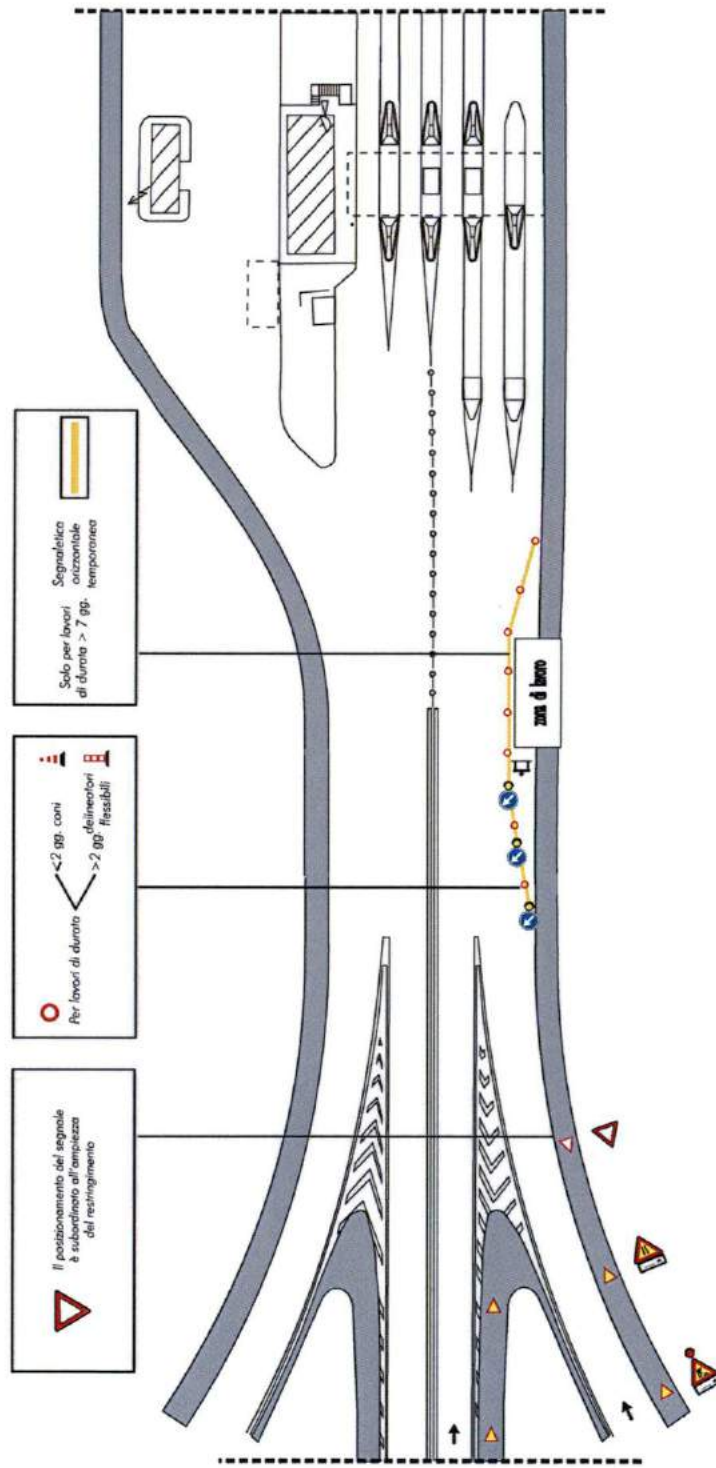 Il posizionamento del segnale
è subordinato all'ampiezza
del restringimento
Per lavori di durata
<2 gg. coni
>2 gg. delineatori
flessibili
Solo per lavori
di durata > 7 gg.
Segnaletica
orizzontale
temporanea
zona di lavoro